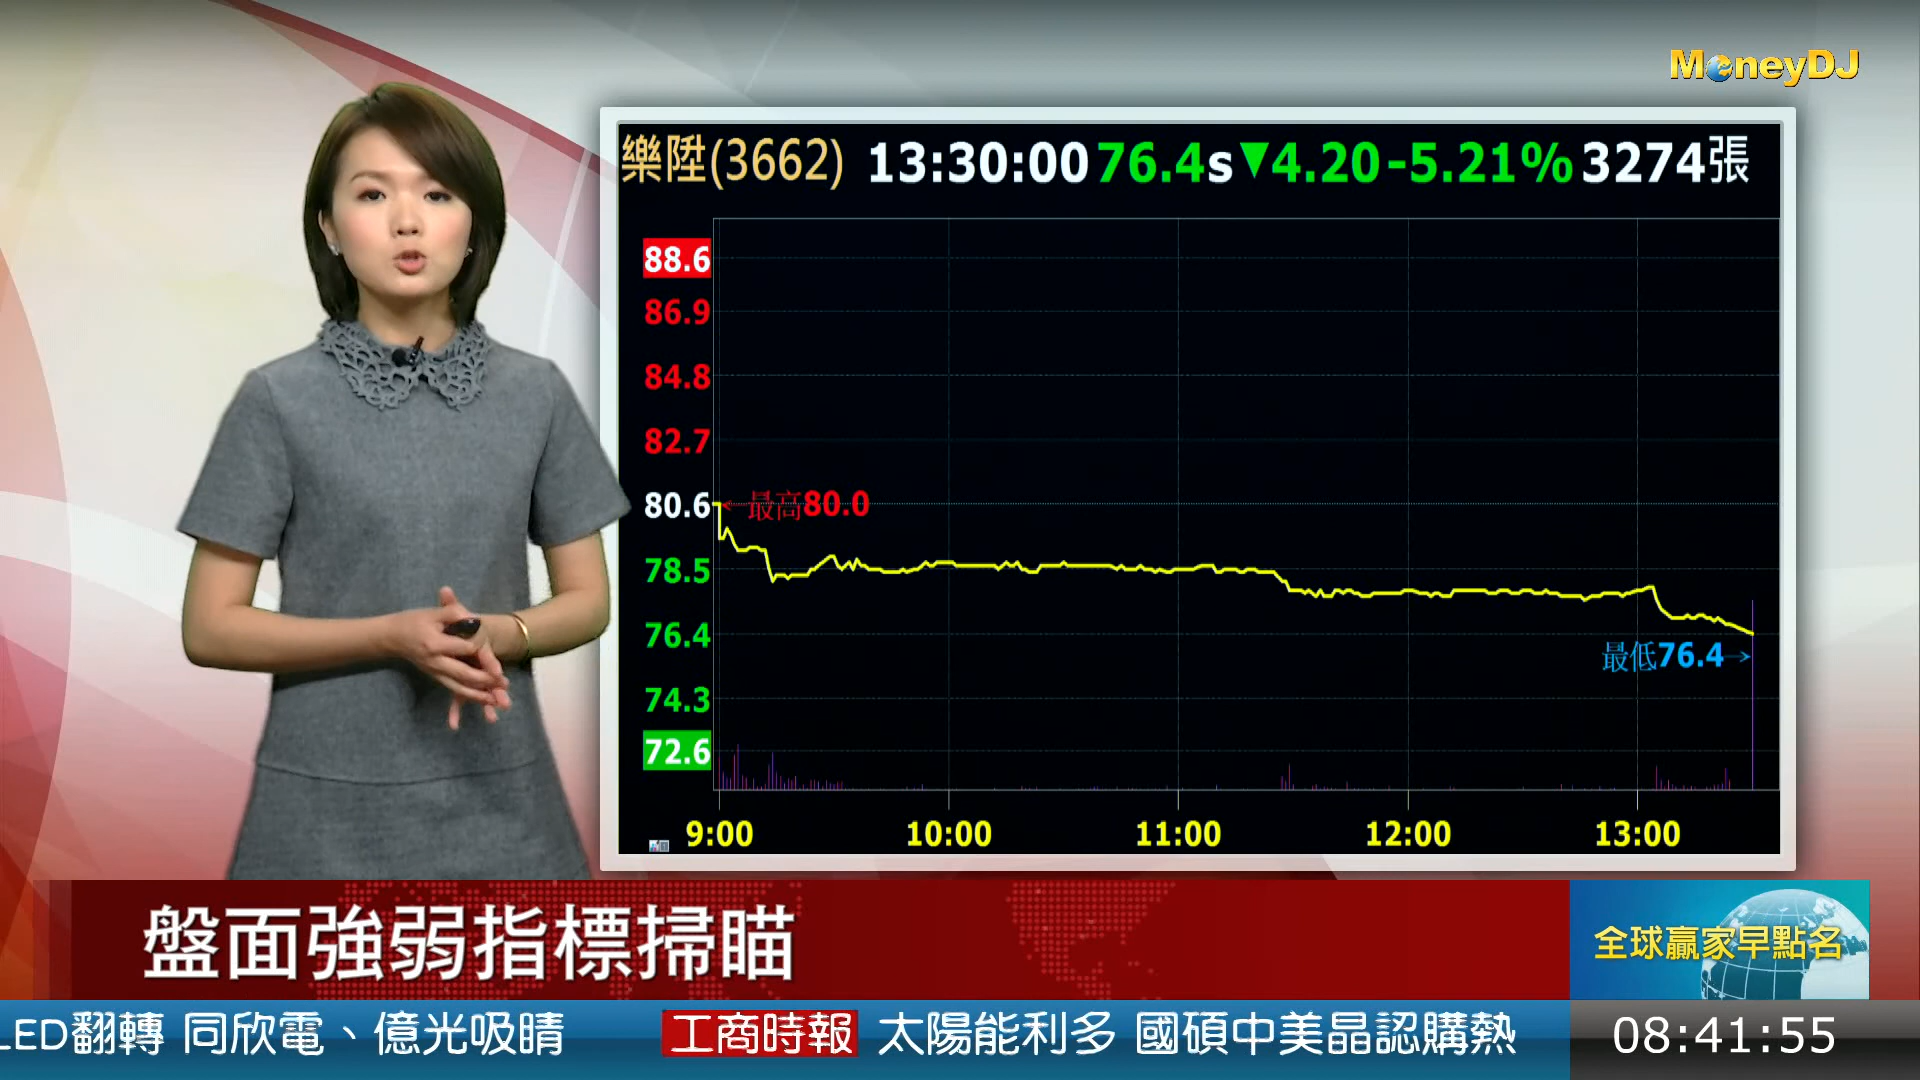 MoneyDJ
樂陞(3662) 13:30:00 76.4s▼4.20 -5.21% 3274張
88.6
86.9
84.8
82.7
80.6 ←最高80.0
78.5
76.4
最低76.4→
74.3
72.6
9:00 10:00 11:00 12:00 13:00
盤面強弱指標掃瞄
全球贏家早點名
LED翻轉 同欣電、億光吸睛 工商時報 太陽能利多 國碩中美晶認購熱
08:41:55